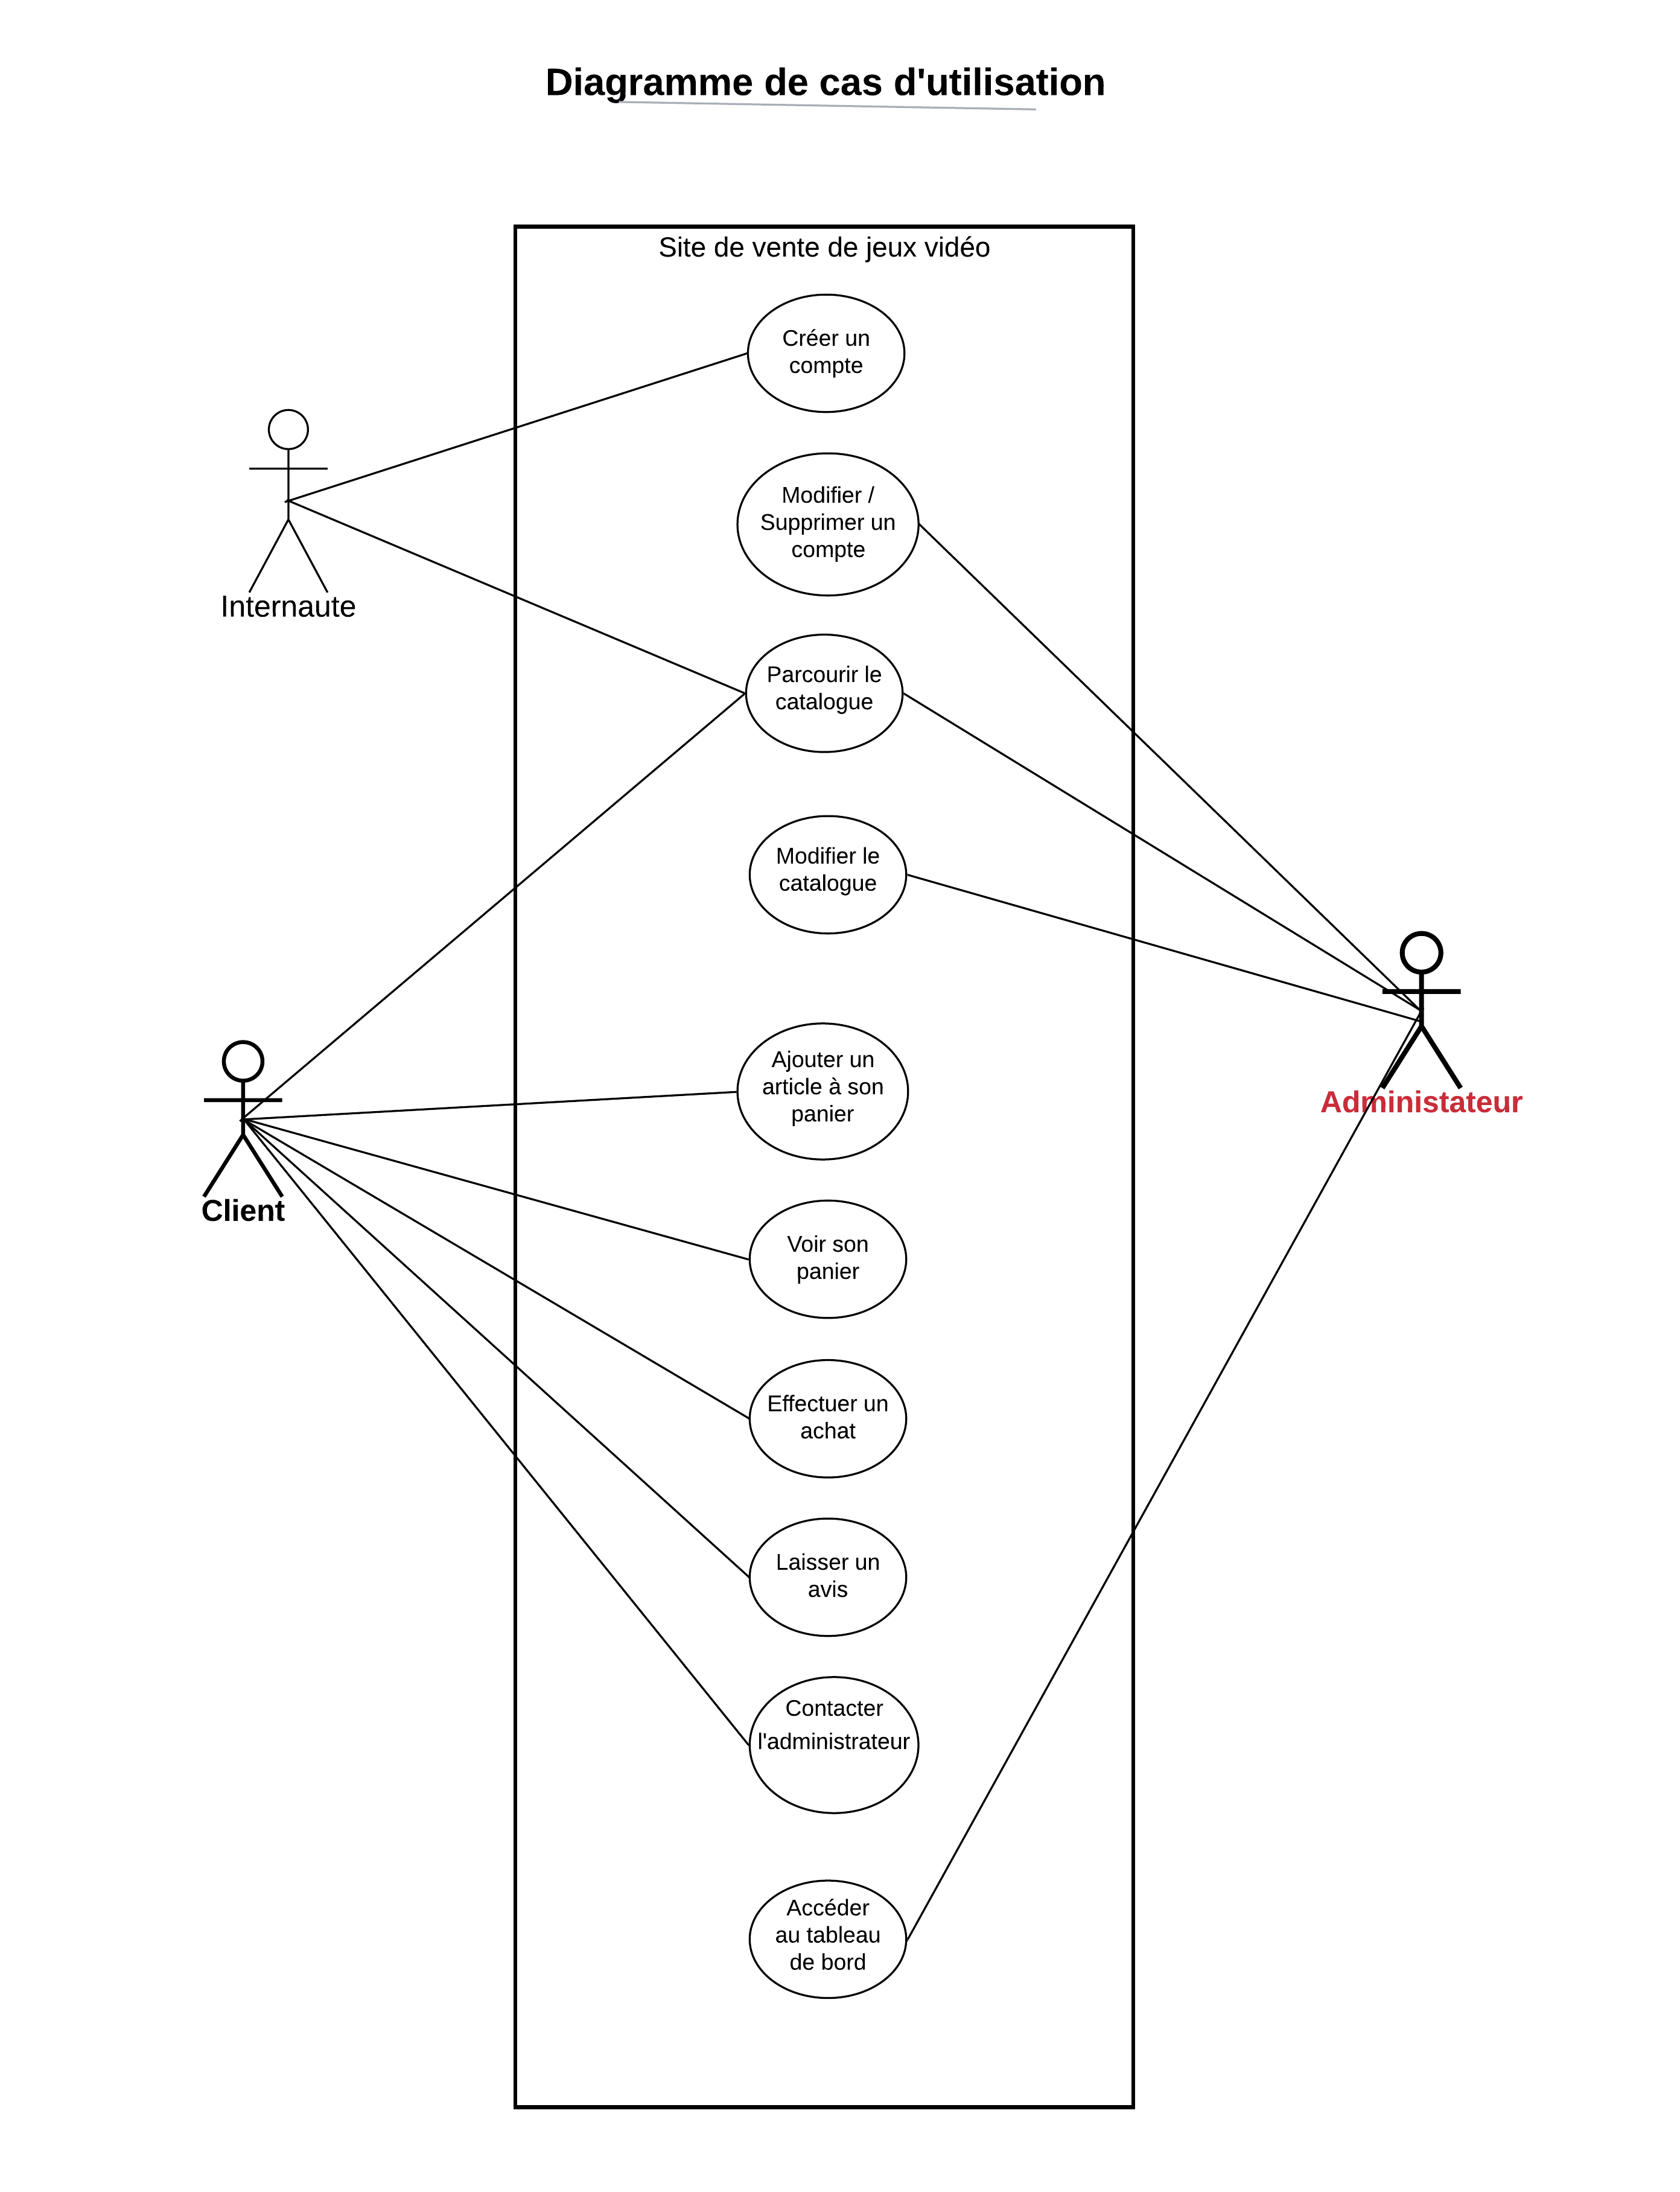 Diagramme de cas d'utilisation
Site de vente de jeux vidéo
Créer un
compte
Internaute
Modifier /
Supprimer un
compte
Parcourir le
catalogue
Modifier le
catalogue
Ajouter un
article à son
panier
Administateur
Client
Voir son
panier
Effectuer un
achat
Laisser un
avis
Contacter
l'administrateur
Accéder
au tableau
de bord